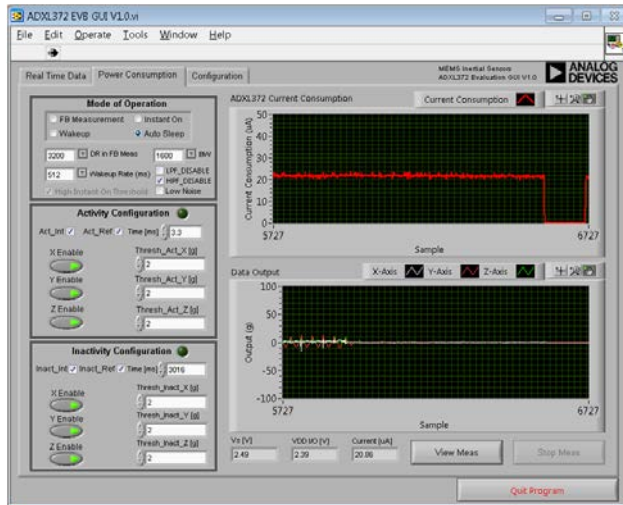 ADXL372 EVB GUI V1.0.vi
File Edit Operate Tools Window Help
MEMS Inertial Sensors
ADXL372 Evaluation GUI V1.0
ANALOG DEVICES
Real Time Data Power Consumption Configuration
Mode of Operation
FB Measurement Instant On
Wakeup Auto Sleep
3200 DR in FB Meas 1600 BW
512 Wakeup Rate (ms) LPF_DISABLE
HPF_DISABLE
High Instant On Threshold Low Noise
Activity Configuration
Act_Int Act_Ref Time [ms] 3.3
X Enable Thresh_Act_X [g]
2
Y Enable Thresh_Act_Y [g]
2
Z Enable Thresh_Act_Z [g]
2
Inactivity Configuration
Inact_Int Inact_Ref Time [ms] 3016
X Enable Thresh_Inact_X [g]
2
Y Enable Thresh_Inact_Y [g]
2
Z Enable Thresh_Inact_Z [g]
2
ADXL372 Current Consumption
Current Consumption
Current Consumption (uA)
50
40
30
20
10
0
5727 6727
Sample
Data Output
X-Axis Y-Axis Z-Axis
Output (g)
100
50
0
-50
-100
5727 6727
Sample
Vs [V] VDD I/O [V] Current [uA]
2.49 2.39 20.86
View Meas Stop Meas
Quit Program